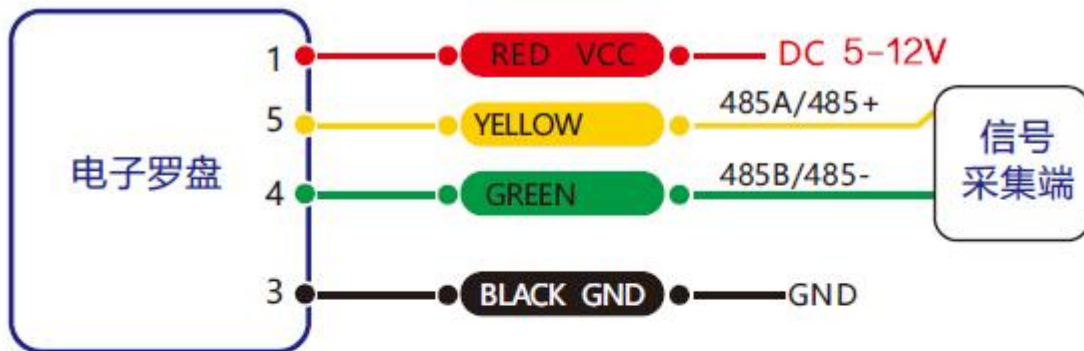 1 RED VCC DC 5-12V
5 YELLOW 485A/485+
电子罗盘
信号
采集端
4 GREEN 485B/485-
3 BLACK GND GND